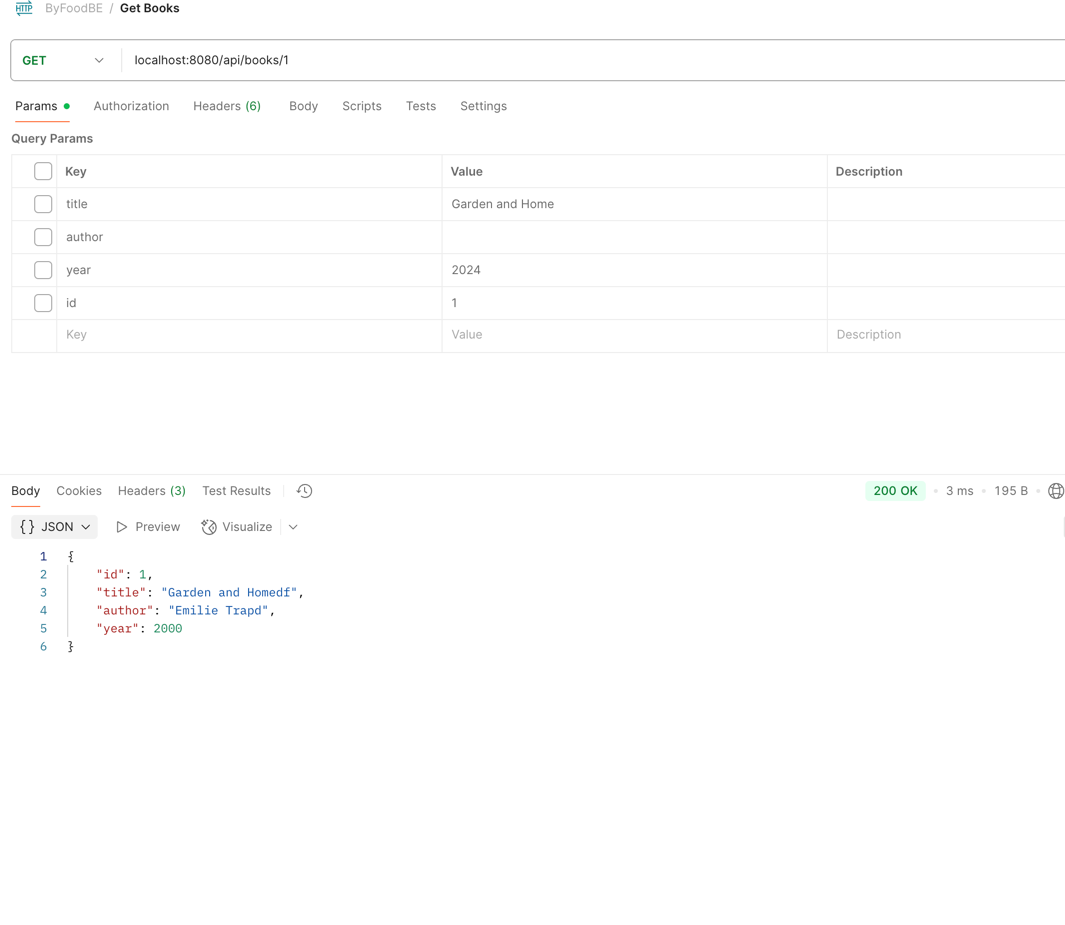 HTTP ByFoodBE / Get Books
GET localhost:8080/api/books/1
Params Authorization Headers (6) Body Scripts Tests Settings
Query Params
Key Value Description
title Garden and Home
author
year 2024
id 1
Key Value Description
Body Cookies Headers (3) Test Results 200 OK 3 ms 195 B
{} JSON Preview Visualize
1 {
2 "id": 1,
3 "title": "Garden and Homedf",
4 "author": "Emilie Trapd",
5 "year": 2000
6 }